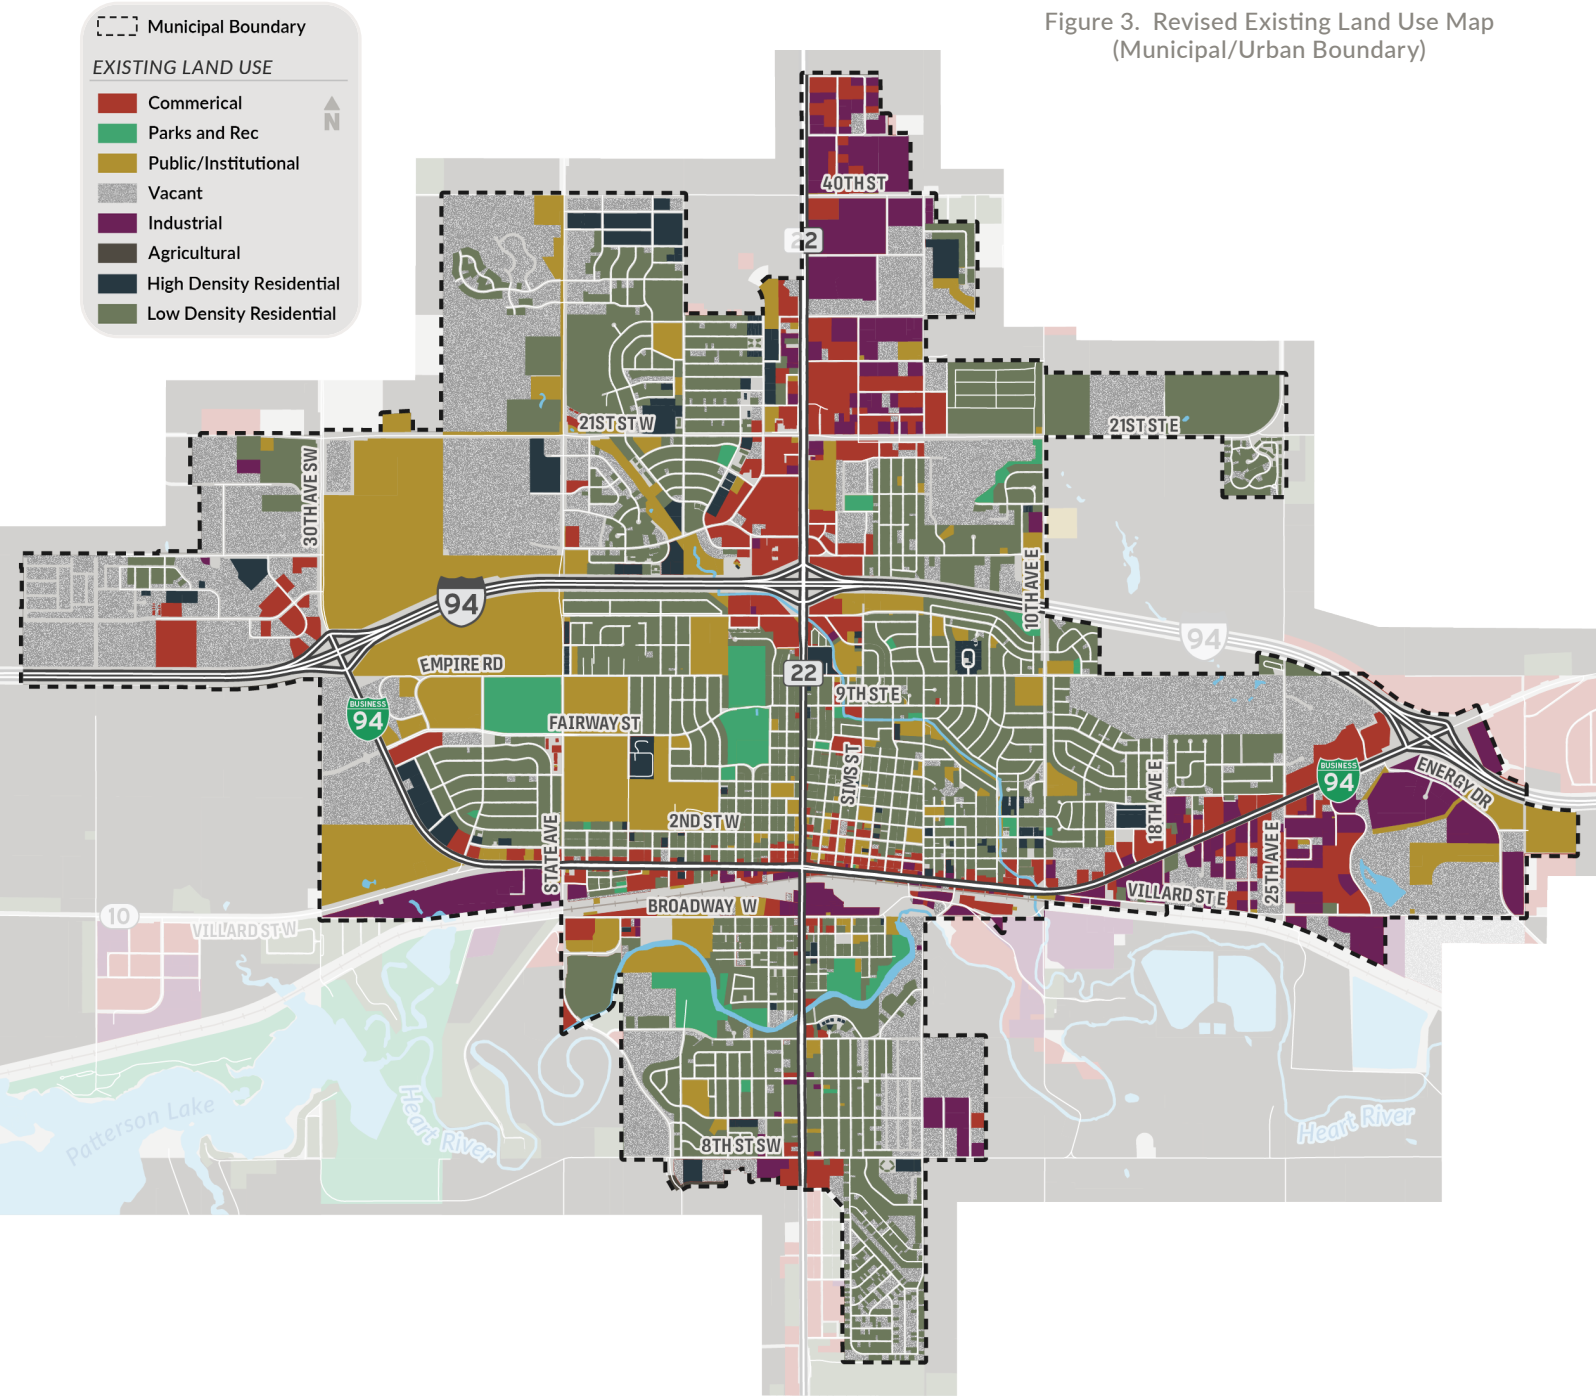 Municipal Boundary
EXISTING LAND USE
Commerical
Parks and Rec
Public/Institutional
Vacant
Industrial
Agricultural
High Density Residential
Low Density Residential
N
Figure 3. Revised Existing Land Use Map
(Municipal/Urban Boundary)
40TH ST
22
21ST ST W
21ST ST E
30TH AVE SW
10TH AVE E
94
94
EMPIRE RD
22
9TH ST E
BUSINESS
94
FAIRWAY ST
SIMS ST
BUSINESS
94
ENERGY DR
18TH AVE E
2ND ST W
STATE AVE
25TH AVE E
VILLARD ST E
BROADWAY W
10
VILLARD ST W
Patterson Lake
Heart River
Heart River
8TH ST SW